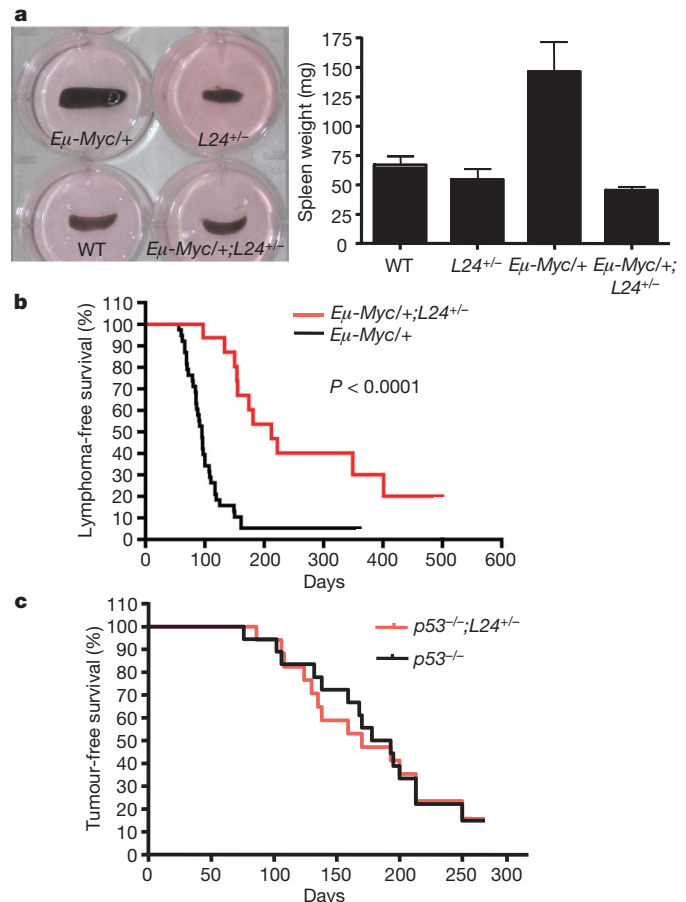 a
Eμ-Myc/+
L24+/–
WT
Eμ-Myc/+;L24+/–
Spleen weight (mg)
175
150
125
100
75
50
25
0
WT
L24+/–
Eμ-Myc/+
Eμ-Myc/+;
L24+/–
b
Lymphoma-free survival (%)
110
100
90
80
70
60
50
40
30
20
10
0
Eμ-Myc/+;L24+/–
Eμ-Myc/+
P < 0.0001
0 100 200 300 400 500 600
Days
c
Tumour-free survival (%)
110
100
90
80
70
60
50
40
30
20
10
0
p53–/–;L24+/–
p53–/–
0 50 100 150 200 250 300
Days